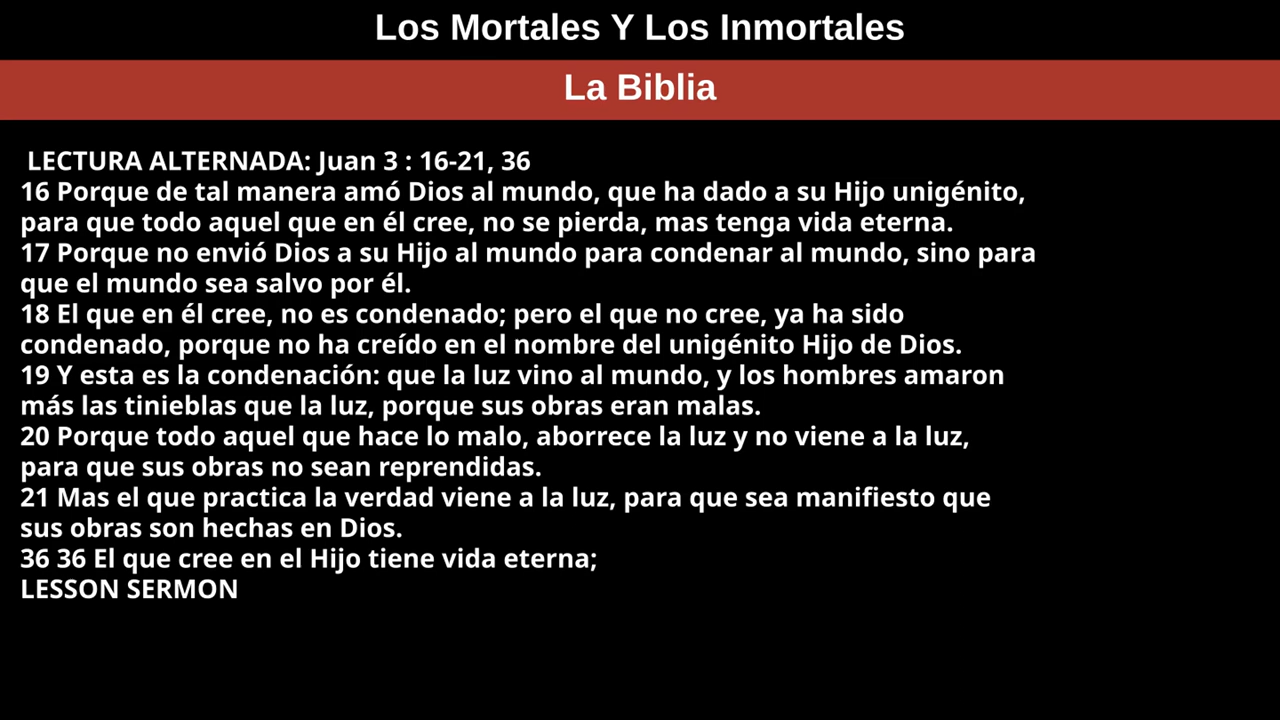 Los Mortales Y Los Inmortales
La Biblia
LECTURA ALTERNADA: Juan 3 : 16-21, 36
16 Porque de tal manera amó Dios al mundo, que ha dado a su Hijo unigénito,
para que todo aquel que en él cree, no se pierda, mas tenga vida eterna.
17 Porque no envió Dios a su Hijo al mundo para condenar al mundo, sino para
que el mundo sea salvo por él.
18 El que en él cree, no es condenado; pero el que no cree, ya ha sido
condenado, porque no ha creído en el nombre del unigénito Hijo de Dios.
19 Y esta es la condenación: que la luz vino al mundo, y los hombres amaron
más las tinieblas que la luz, porque sus obras eran malas.
20 Porque todo aquel que hace lo malo, aborrece la luz y no viene a la luz,
para que sus obras no sean reprendidas.
21 Mas el que practica la verdad viene a la luz, para que sea manifiesto que
sus obras son hechas en Dios.
36 36 El que cree en el Hijo tiene vida eterna;
LESSON SERMON